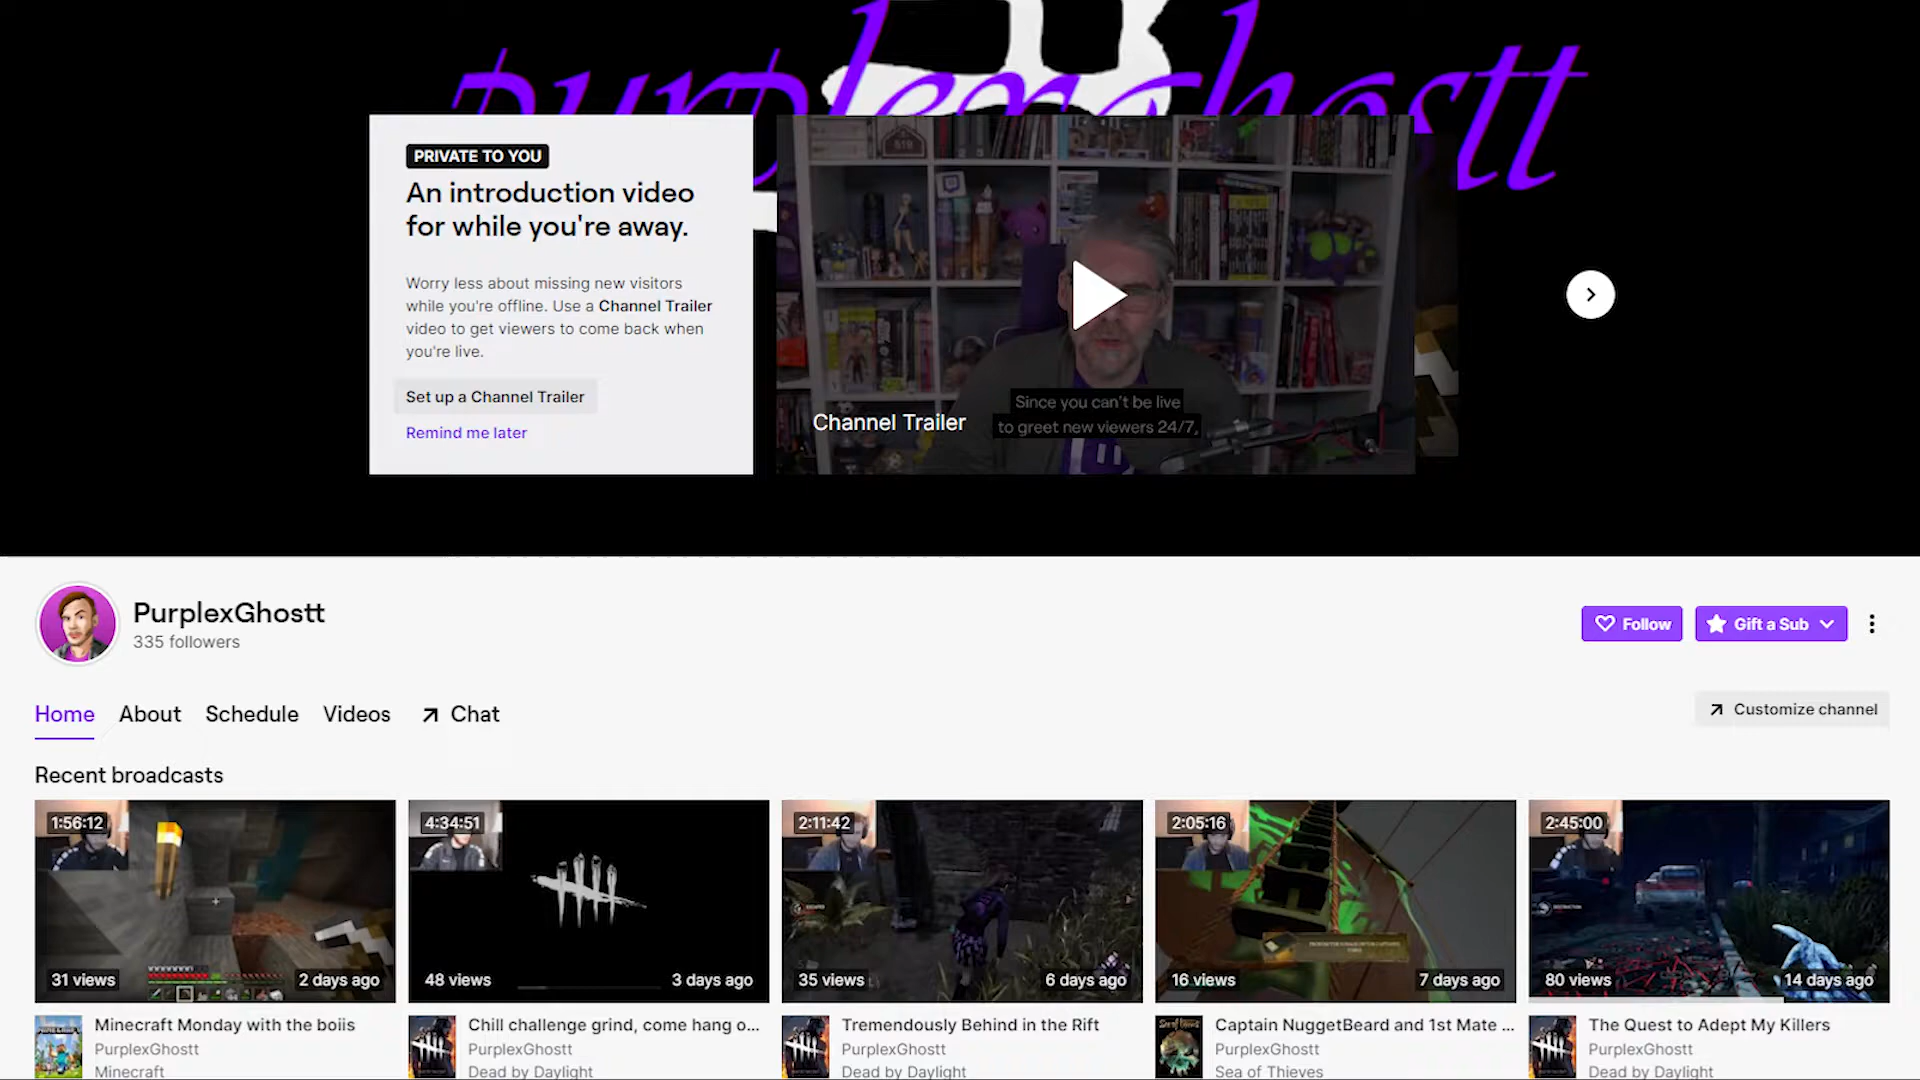 purplexghostt
PRIVATE TO YOU
An introduction video
for while you're away.
Worry less about missing new visitors
while you're offline. Use a Channel Trailer
video to get viewers to come back when
you're live.
Set up a Channel Trailer
Remind me later
Channel Trailer
Since you can't be live
to greet new viewers 24/7,
PurplexGhostt
335 followers
Follow
Gift a Sub
Home
About
Schedule
Videos
Chat
Customize channel
Recent broadcasts
1:56:12
31 views
2 days ago
Minecraft Monday with the boiis
PurplexGhostt
Minecraft
4:34:51
48 views
3 days ago
Chill challenge grind, come hang o...
PurplexGhostt
Dead by Daylight
2:11:42
35 views
6 days ago
Tremendously Behind in the Rift
PurplexGhostt
Dead by Daylight
2:05:16
16 views
7 days ago
Captain NuggetBeard and 1st Mate ...
PurplexGhostt
Sea of Thieves
2:45:00
80 views
14 days ago
The Quest to Adept My Killers
PurplexGhostt
Dead by Daylight